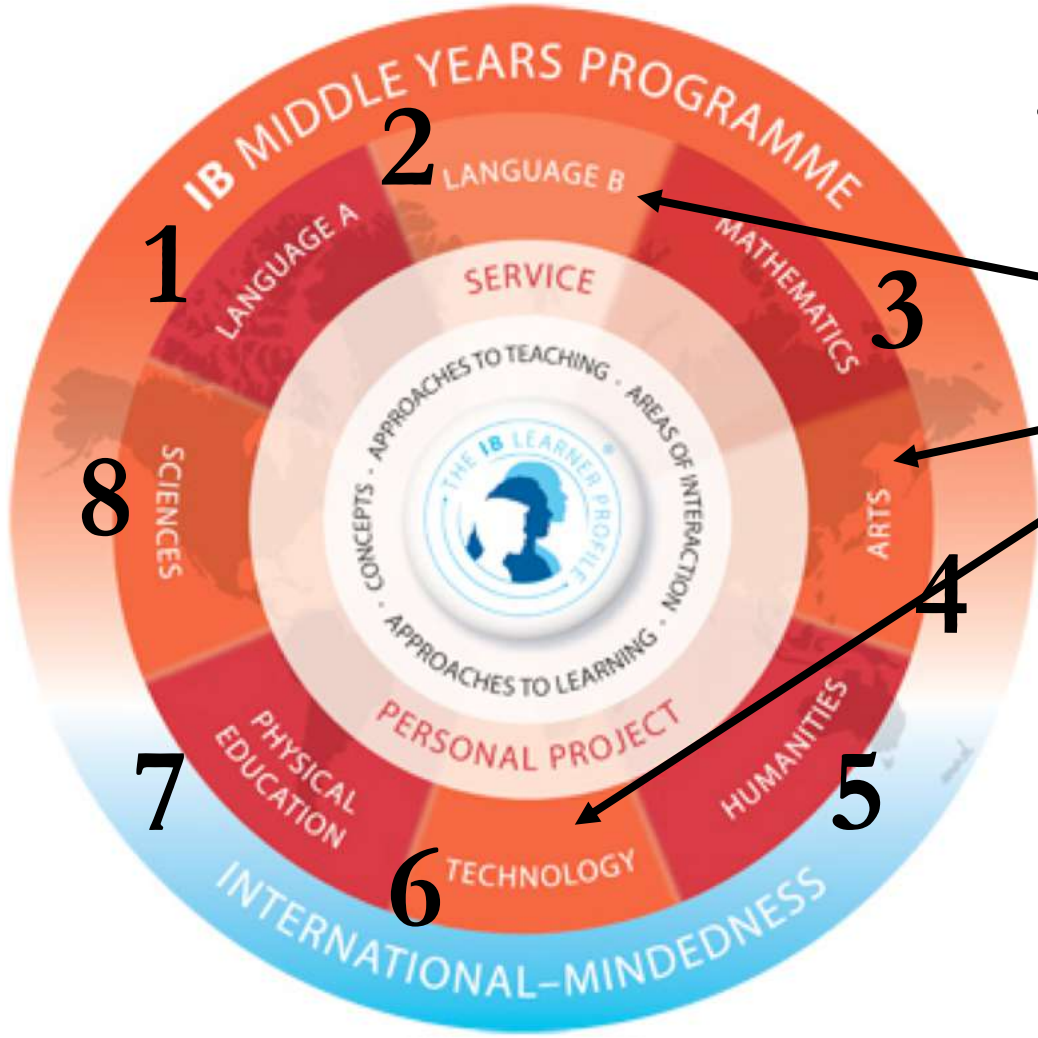 IB MIDDLE YEARS PROGRAMME
1
LANGUAGE A
2
LANGUAGE B
MATHEMATICS
3
ARTS
4
HUMANITIES
5
TECHNOLOGY
6
PHYSICAL
EDUCATION
7
SCIENCES
8
SERVICE
PERSONAL PROJECT
APPROACHES TO TEACHING · AREAS OF INTERACTION · APPROACHES TO LEARNING · CONCEPTS ·
THE IB LEARNER PROFILE ®
INTERNATIONAL–MINDEDNESS